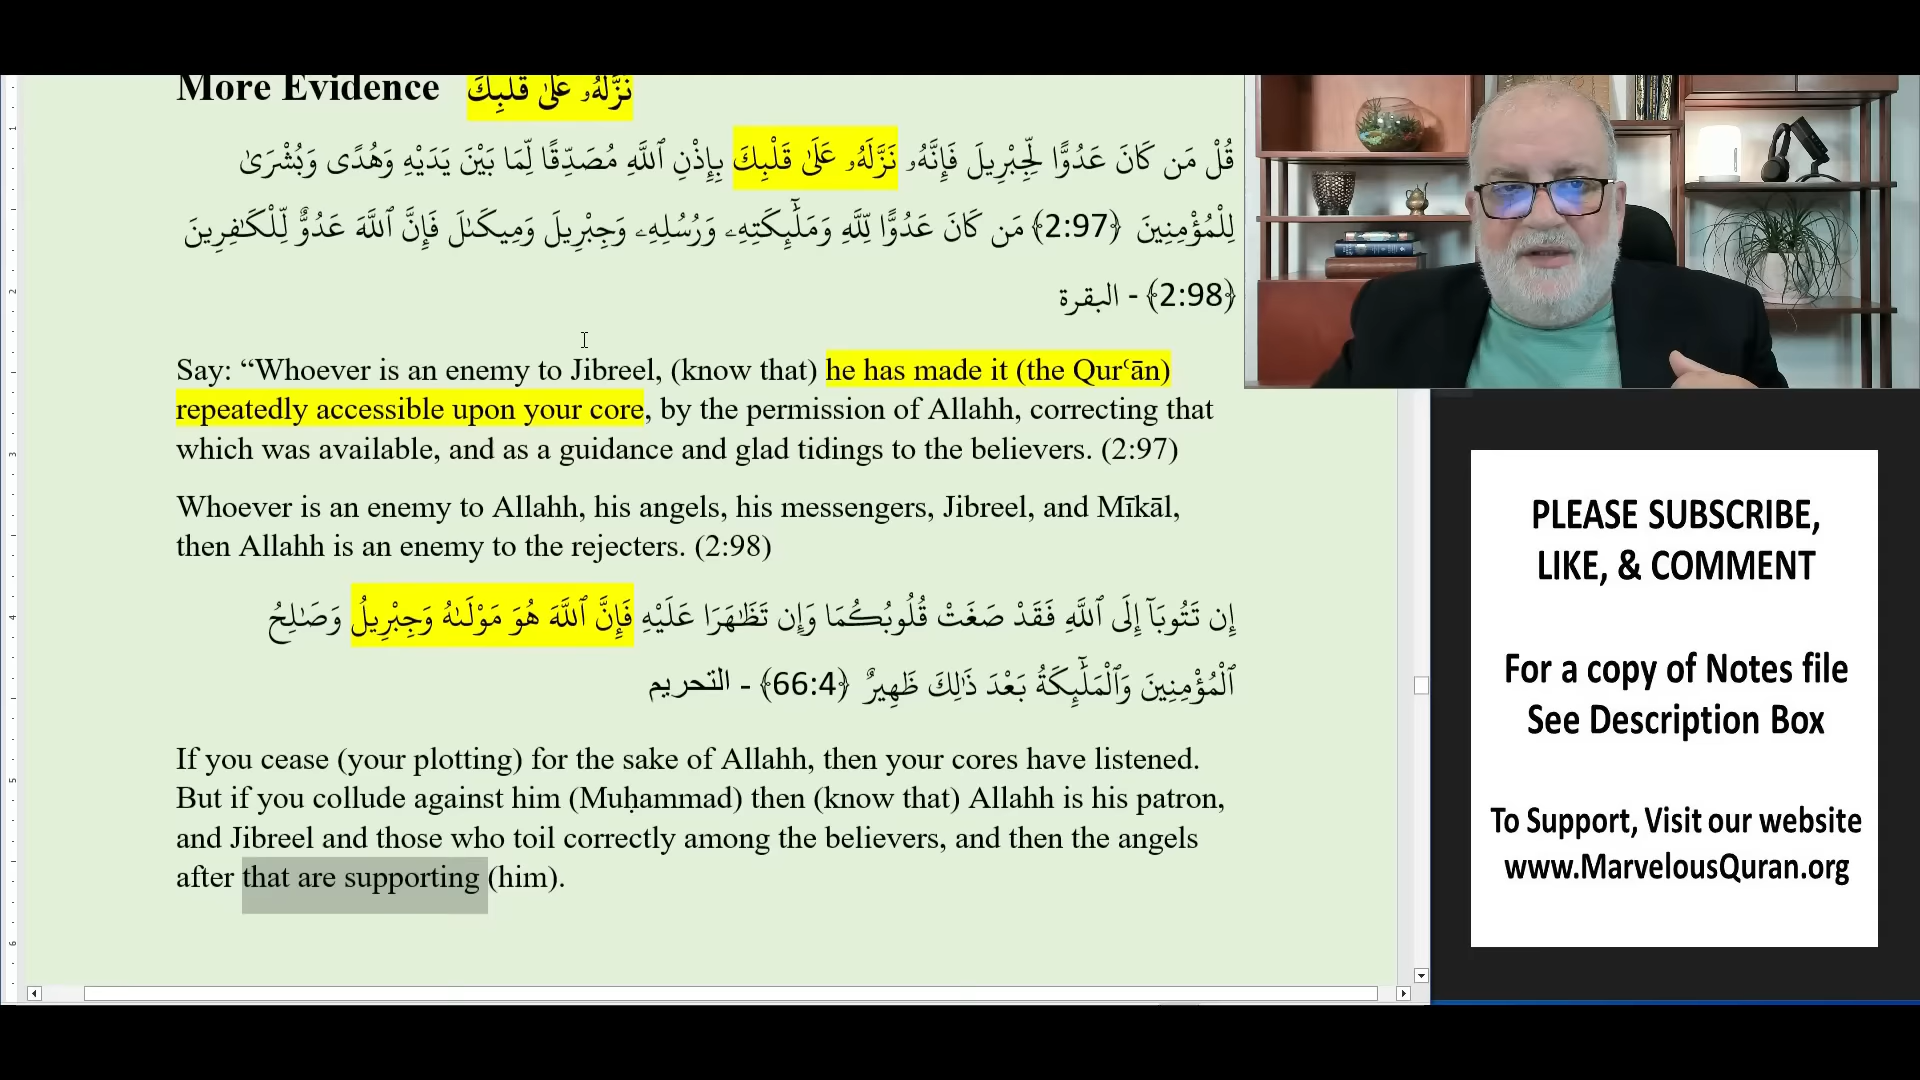 More Evidence نَزَّلَهُۥ عَلَىٰ قَلْبِكَ
قُلْ مَن كَانَ عَدُوًّا لِّجِبْرِيلَ فَإِنَّهُۥ نَزَّلَهُۥ عَلَىٰ قَلْبِكَ بِإِذْنِ ٱللَّهِ مُصَدِّقًا لِّمَا بَيْنَ يَدَيْهِ وَهُدًى وَبُشْرَىٰ
لِلْمُؤْمِنِينَ ﴿2:97﴾ مَن كَانَ عَدُوًّا لِّلَّهِ وَمَلَٰٓئِكَتِهِۦ وَرُسُلِهِۦ وَجِبْرِيلَ وَمِيكَىٰلَ فَإِنَّ ٱللَّهَ عَدُوٌّ لِّلْكَٰفِرِينَ
﴿2:98﴾ - البقرة
Say: “Whoever is an enemy to Jibreel, (know that) he has made it (the Qurʿān)
repeatedly accessible upon your core, by the permission of Allahh, correcting that
which was available, and as a guidance and glad tidings to the believers. (2:97)
Whoever is an enemy to Allahh, his angels, his messengers, Jibreel, and Mīkāl,
then Allahh is an enemy to the rejecters. (2:98)
إِن تَتُوبَآ إِلَى ٱللَّهِ فَقَدْ صَغَتْ قُلُوبُكُمَا وَإِن تَظَٰهَرَا عَلَيْهِ فَإِنَّ ٱللَّهَ هُوَ مَوْلَىٰهُ وَجِبْرِيلُ وَصَٰلِحُ
ٱلْمُؤْمِنِينَ وَٱلْمَلَٰٓئِكَةُ بَعْدَ ذَٰلِكَ ظَهِيرٌ ﴿66:4﴾ - التحريم
If you cease (your plotting) for the sake of Allahh, then your cores have listened.
But if you collude against him (Muḥammad) then (know that) Allahh is his patron,
and Jibreel and those who toil correctly among the believers, and then the angels
after that are supporting (him).
PLEASE SUBSCRIBE,
LIKE, & COMMENT
For a copy of Notes file
See Description Box
To Support, Visit our website
www.MarvelousQuran.org